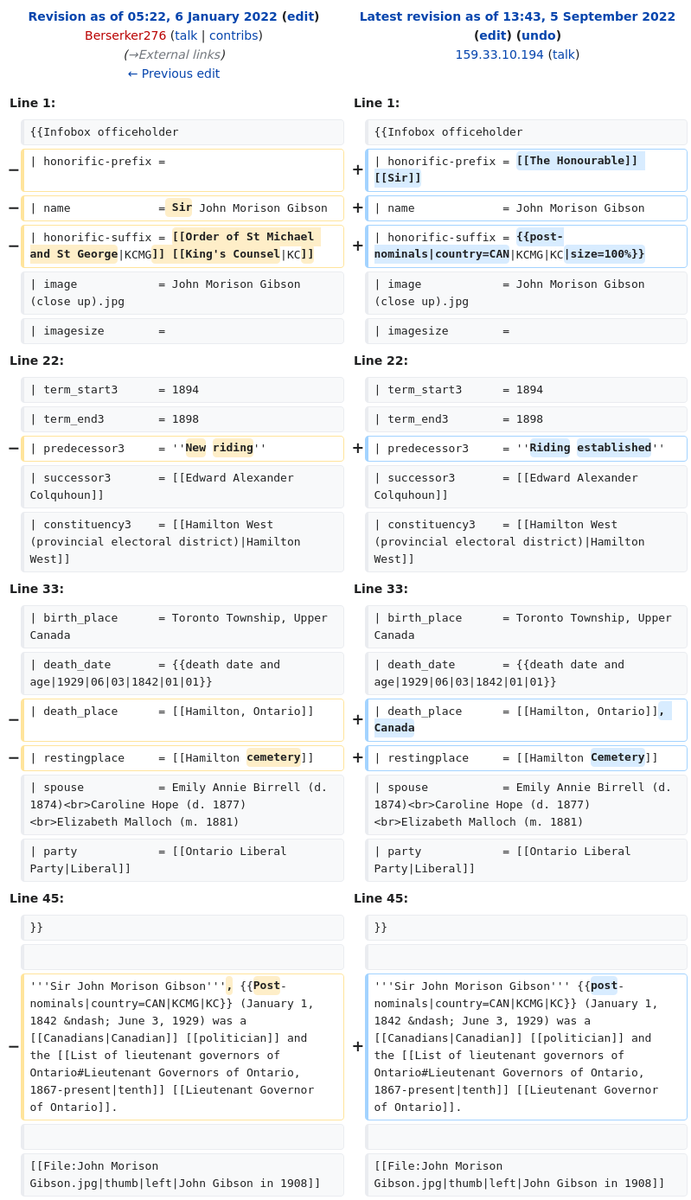 Revision as of 05:22, 6 January 2022 (edit)
Berserker276 (talk | contribs)
(→External links)
← Previous edit
Latest revision as of 13:43, 5 September 2022
(edit) (undo)
159.33.10.194 (talk)
Line 1:
Line 1:
{{Infobox officeholder
{{Infobox officeholder
− | honorific-prefix =
+ | honorific-prefix = [[The Honourable]]
[[Sir]]
− | name = Sir John Morison Gibson
+ | name = John Morison Gibson
− | honorific-suffix = [[Order of St Michael
and St George|KCMG]] [[King's Counsel|KC]]
+ | honorific-suffix = {{post-
nominals|country=CAN|KCMG|KC|size=100%}}
| image = John Morison Gibson
(close up).jpg
| image = John Morison Gibson
(close up).jpg
| imagesize =
| imagesize =
Line 22:
Line 22:
| term_start3 = 1894
| term_start3 = 1894
| term_end3 = 1898
| term_end3 = 1898
− | predecessor3 = ''New riding''
+ | predecessor3 = ''Riding established''
| successor3 = [[Edward Alexander
Colquhoun]]
| successor3 = [[Edward Alexander
Colquhoun]]
| constituency3 = [[Hamilton West
(provincial electoral district)|Hamilton
West]]
| constituency3 = [[Hamilton West
(provincial electoral district)|Hamilton
West]]
Line 33:
Line 33:
| birth_place = Toronto Township, Upper
Canada
| birth_place = Toronto Township, Upper
Canada
| death_date = {{death date and
age|1929|06|03|1842|01|01}}
| death_date = {{death date and
age|1929|06|03|1842|01|01}}
− | death_place = [[Hamilton, Ontario]]
+ | death_place = [[Hamilton, Ontario]],
Canada
− | restingplace = [[Hamilton cemetery]]
+ | restingplace = [[Hamilton Cemetery]]
| spouse = Emily Annie Birrell (d.
1874)<br>Caroline Hope (d. 1877)
<br>Elizabeth Malloch (m. 1881)
| spouse = Emily Annie Birrell (d.
1874)<br>Caroline Hope (d. 1877)
<br>Elizabeth Malloch (m. 1881)
| party = [[Ontario Liberal
Party|Liberal]]
| party = [[Ontario Liberal
Party|Liberal]]
Line 45:
Line 45:
}}
}}
− '''Sir John Morison Gibson''', {{Post-
nominals|country=CAN|KCMG|KC}} (January 1,
1842 &ndash; June 3, 1929) was a
[[Canadians|Canadian]] [[politician]] and
the [[List of lieutenant governors of
Ontario#Lieutenant Governors of Ontario,
1867-present|tenth]] [[Lieutenant Governor
of Ontario]].
+ '''Sir John Morison Gibson''' {{post-
nominals|country=CAN|KCMG|KC}} (January 1,
1842 &ndash; June 3, 1929) was a
[[Canadians|Canadian]] [[politician]] and
the [[List of lieutenant governors of
Ontario#Lieutenant Governors of Ontario,
1867-present|tenth]] [[Lieutenant Governor
of Ontario]].
[[File:John Morison
Gibson.jpg|thumb|left|John Gibson in 1908]]
[[File:John Morison
Gibson.jpg|thumb|left|John Gibson in 1908]]